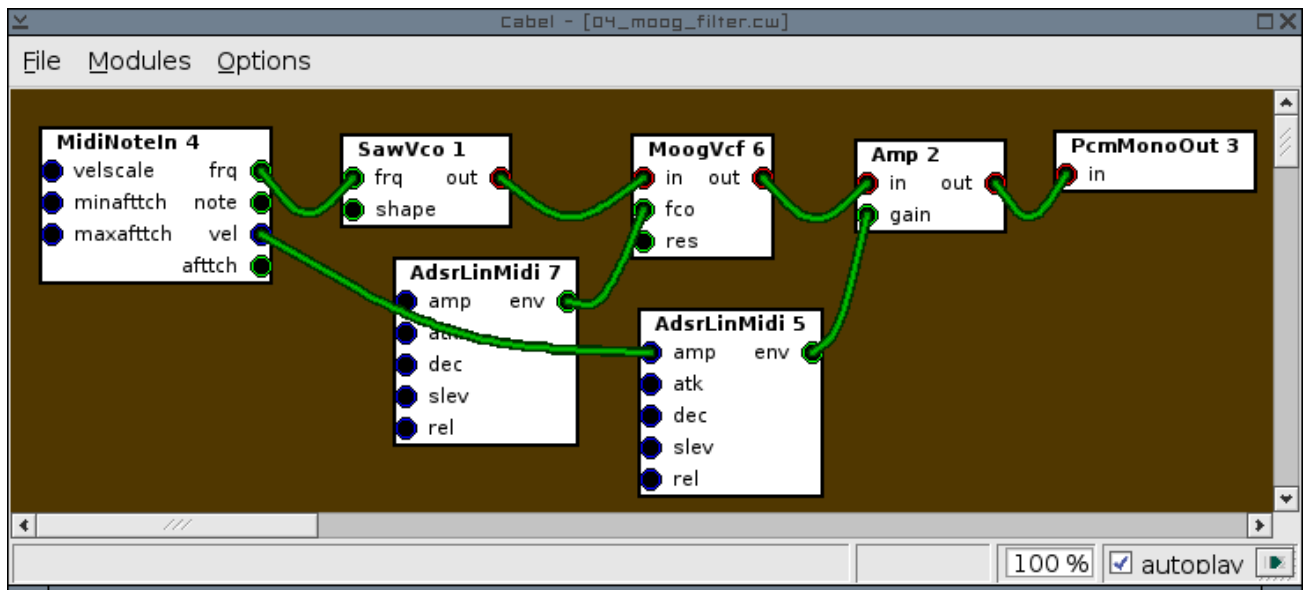 Cabel - [04_moog_filter.cw]
File Modules Options
MidiNoteIn 4
velscale frq
minafttch note
maxafttch vel
afttch
SawVco 1
frq out
shape
MoogVcf 6
in out
fco
res
Amp 2
in out
gain
PcmMonoOut 3
in
AdsrLinMidi 7
amp env
atk
dec
slev
rel
AdsrLinMidi 5
amp env
atk
dec
slev
rel
100 % autoplay